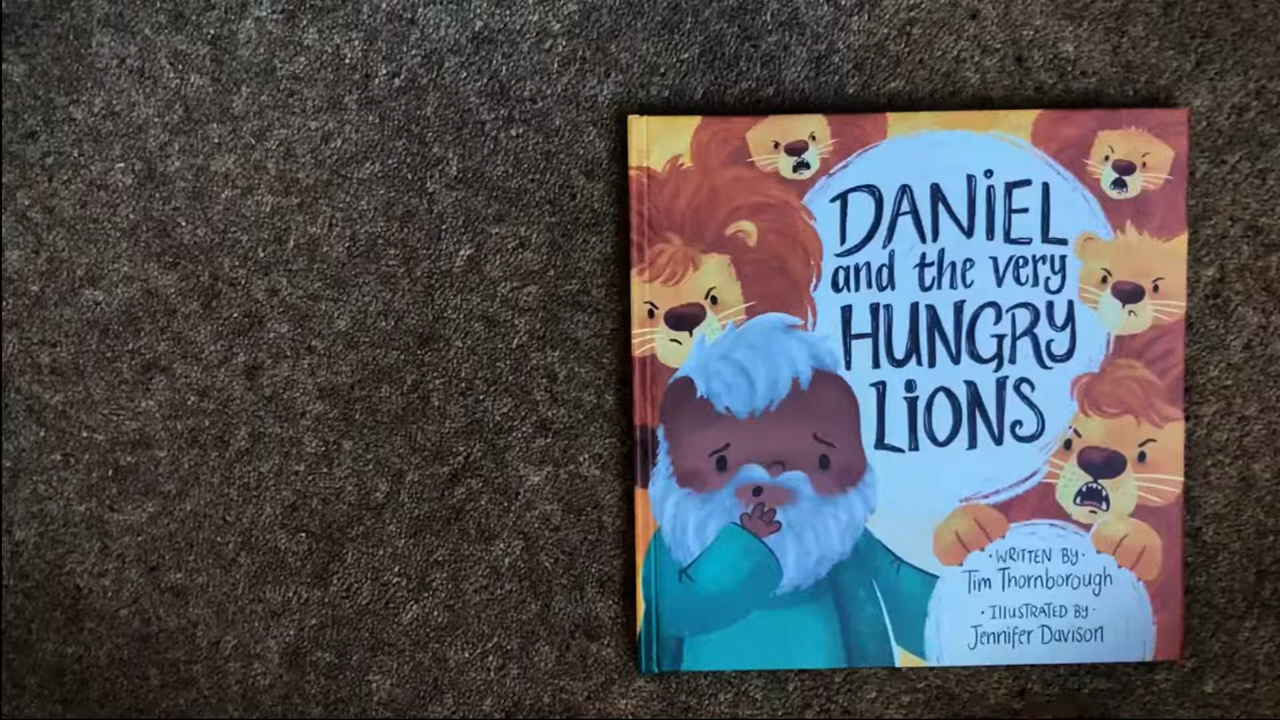 DANiEL
and the very
HUNGRY
LiONS
· WRITTEN BY ·
Tim Thornborough
· ILLUSTRATED BY ·
Jennifer Davison